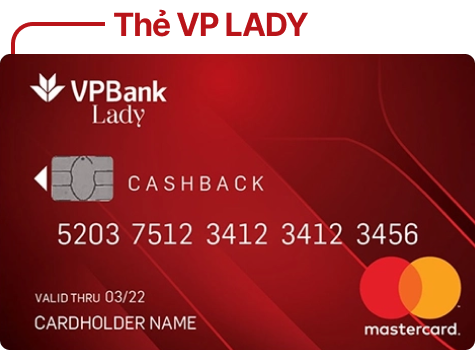 Thẻ VP LADY
VPBank
Lady
CASHBACK
5203 7512 3412 3412 3456
VALID THRU 03/22
CARDHOLDER NAME
mastercard.